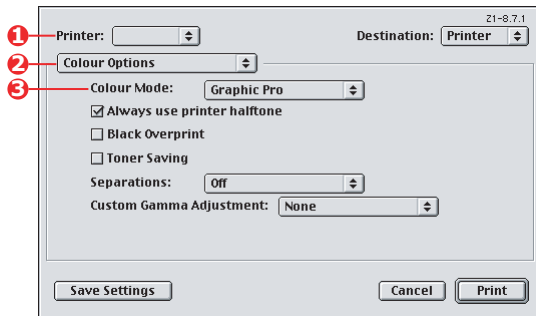 Z1-8.7.1
1 Printer: Destination: Printer
2 Colour Options
3 Colour Mode: Graphic Pro
Always use printer halftone
Black Overprint
Toner Saving
Separations: Off
Custom Gamma Adjustment: None
Save Settings Cancel Print